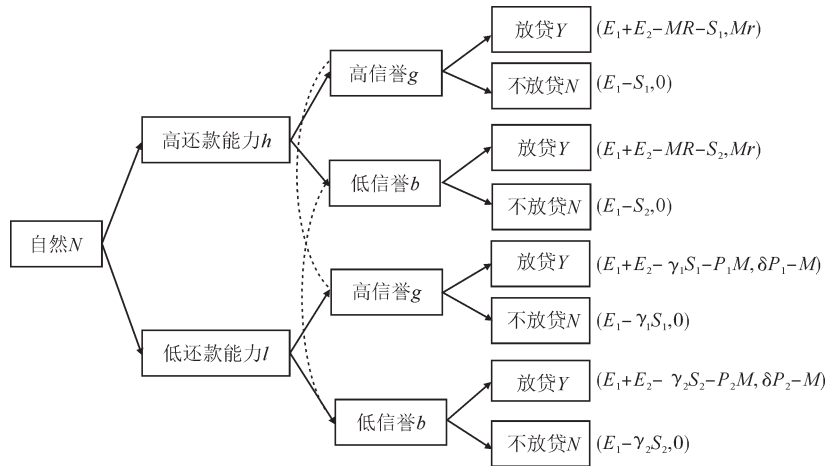 放贷Y (E₁+E₂−MR−S₁,Mr)
高信誉g
不放贷N (E₁−S₁,0)
高还款能力h
放贷Y (E₁+E₂−MR−S₂,Mr)
低信誉b
不放贷N (E₁−S₂,0)
自然N
放贷Y (E₁+E₂− γ₁S₁−P₁M, δP₁−M)
高信誉g
不放贷N (E₁− γ₁S₁,0)
低还款能力l
放贷Y (E₁+E₂− γ₂S₂−P₂M, δP₂−M)
低信誉b
不放贷N (E₁−γ₂S₂,0)